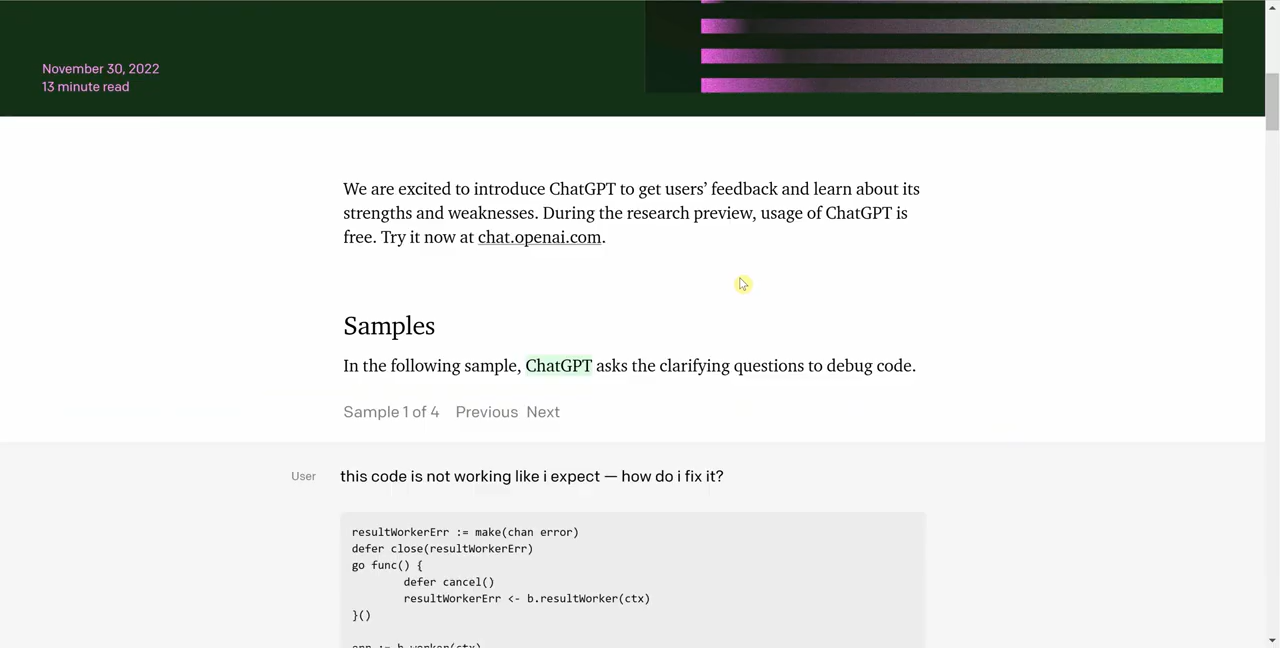 November 30, 2022
13 minute read
We are excited to introduce ChatGPT to get users’ feedback and learn about its
strengths and weaknesses. During the research preview, usage of ChatGPT is
free. Try it now at chat.openai.com.
Samples
In the following sample, ChatGPT asks the clarifying questions to debug code.
Sample 1 of 4 Previous Next
User this code is not working like i expect — how do i fix it?
resultWorkerErr := make(chan error)
defer close(resultWorkerErr)
go func() {
defer cancel()
resultWorkerErr <- b.resultWorker(ctx)
}()
err := b.worker(ctx)